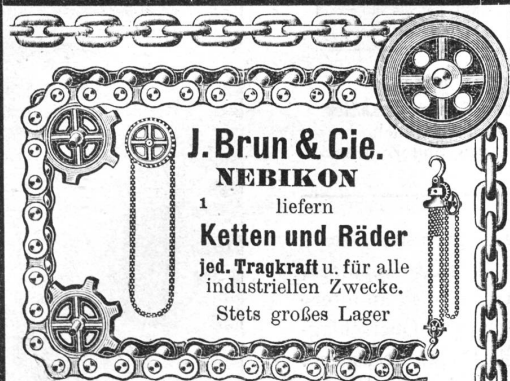 J. Brun & Cie.
NEBIKON
1 liefern
Ketten und Räder
jed. Tragkraft u. für alle
industriellen Zwecke.
Stets großes Lager